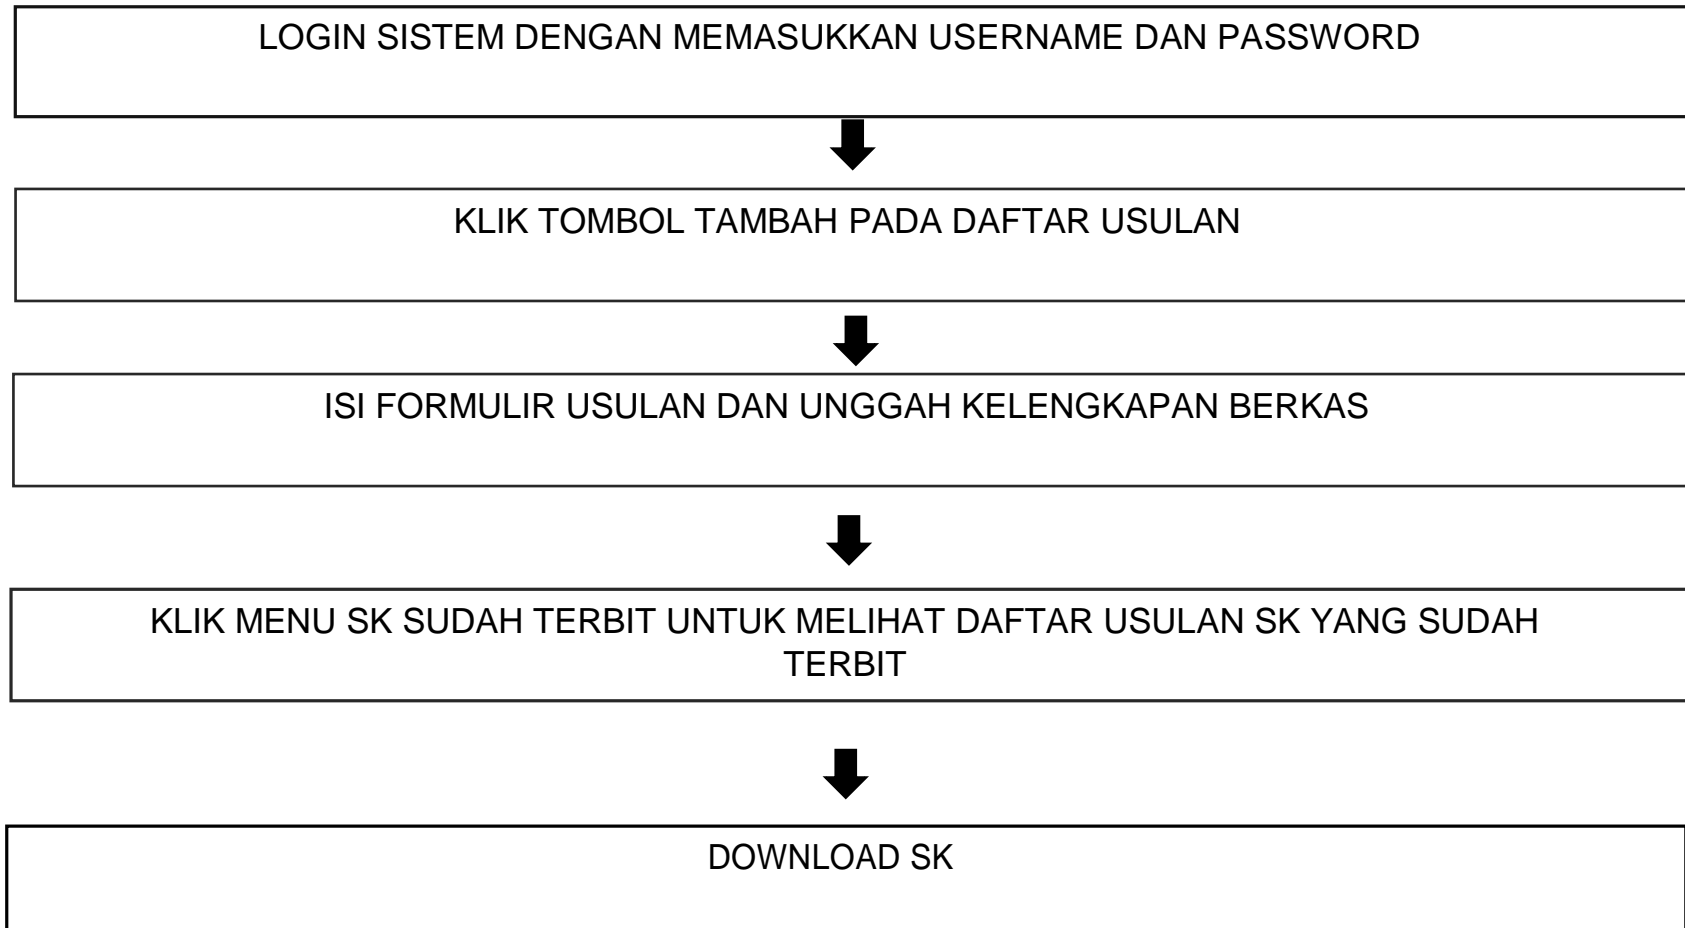 LOGIN SISTEM DENGAN MEMASUKKAN USERNAME DAN PASSWORD
KLIK TOMBOL TAMBAH PADA DAFTAR USULAN
ISI FORMULIR USULAN DAN UNGGAH KELENGKAPAN BERKAS
KLIK MENU SK SUDAH TERBIT UNTUK MELIHAT DAFTAR USULAN SK YANG SUDAH
TERBIT
DOWNLOAD SK